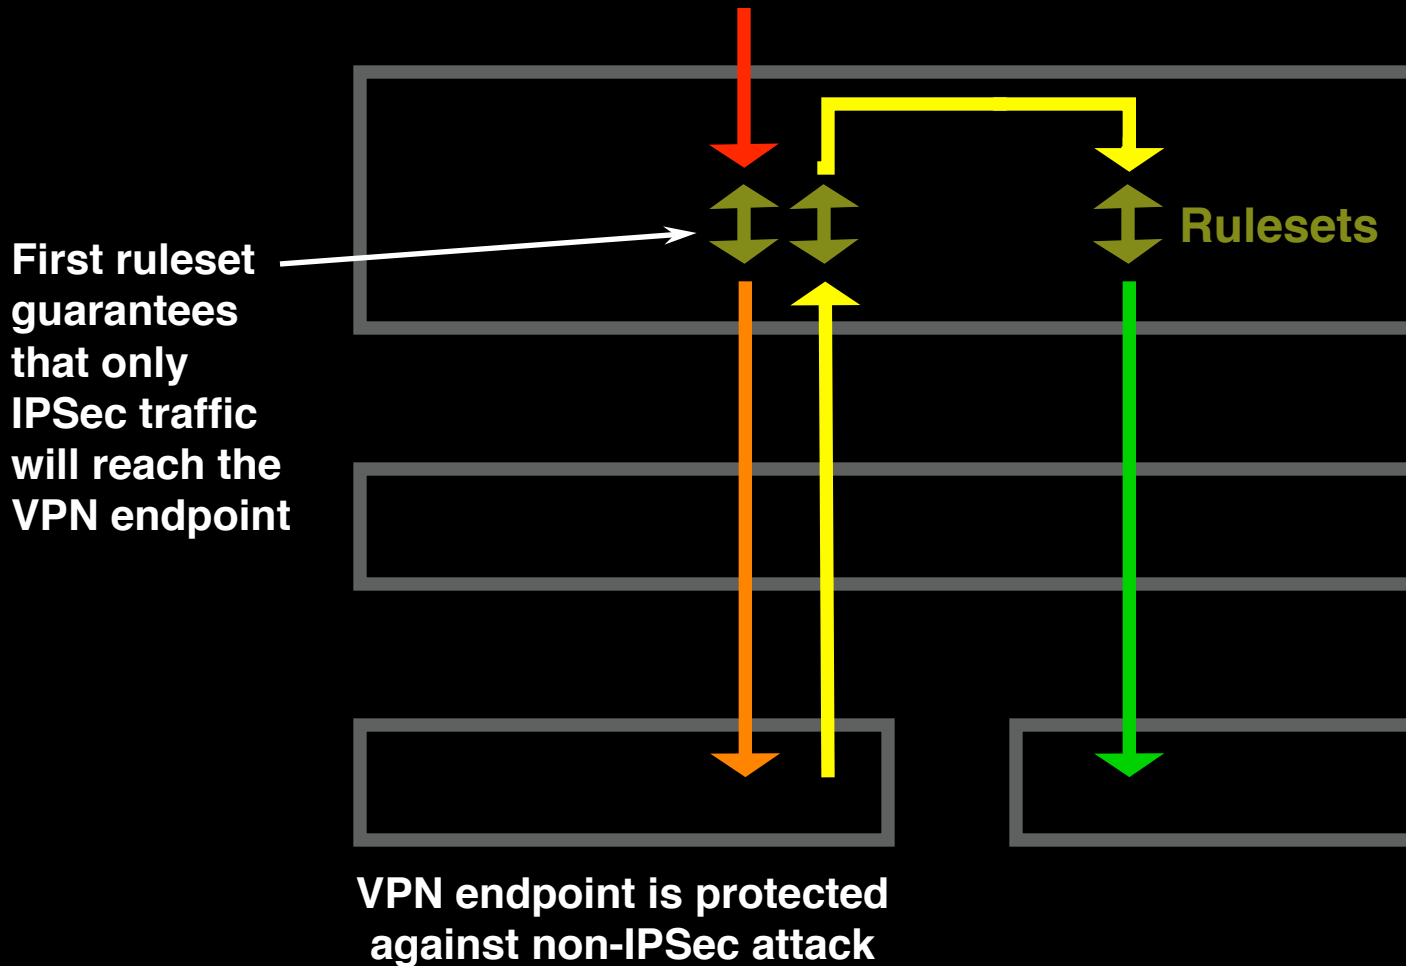 Rulesets
First ruleset
guarantees
that only
IPSec traffic
will reach the
VPN endpoint
VPN endpoint is protected
against non-IPSec attack